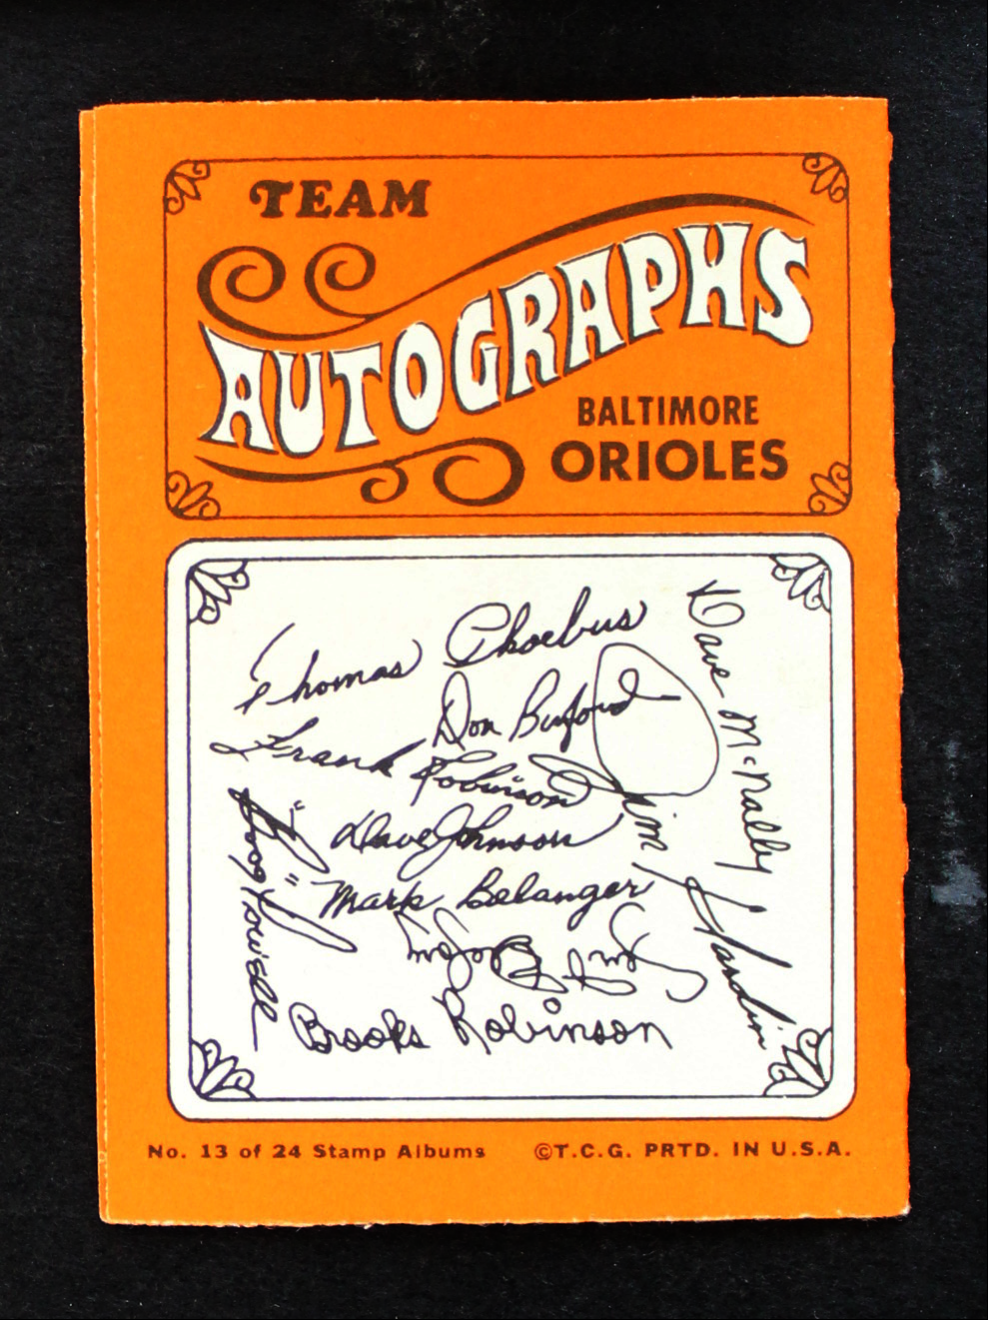 TEAM
AUTOGRAPHS
BALTIMORE
ORIOLES
Thomas Phoebus
Dave McNally
Don Buford
Frank Robinson
Jim Hardin
Dave Johnson
"Boog" Powell
Mark Belanger
Brooks Robinson
No. 13 of 24 Stamp Albums
©T.C.G. PRTD. IN U.S.A.